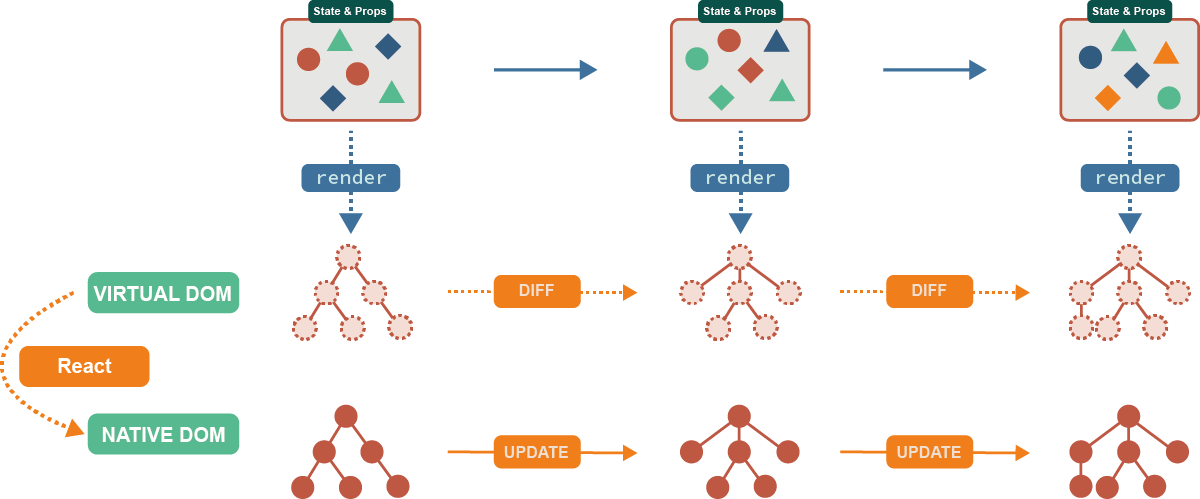 State & Props
State & Props
State & Props
render
render
render
VIRTUAL DOM
DIFF
DIFF
React
NATIVE DOM
UPDATE
UPDATE